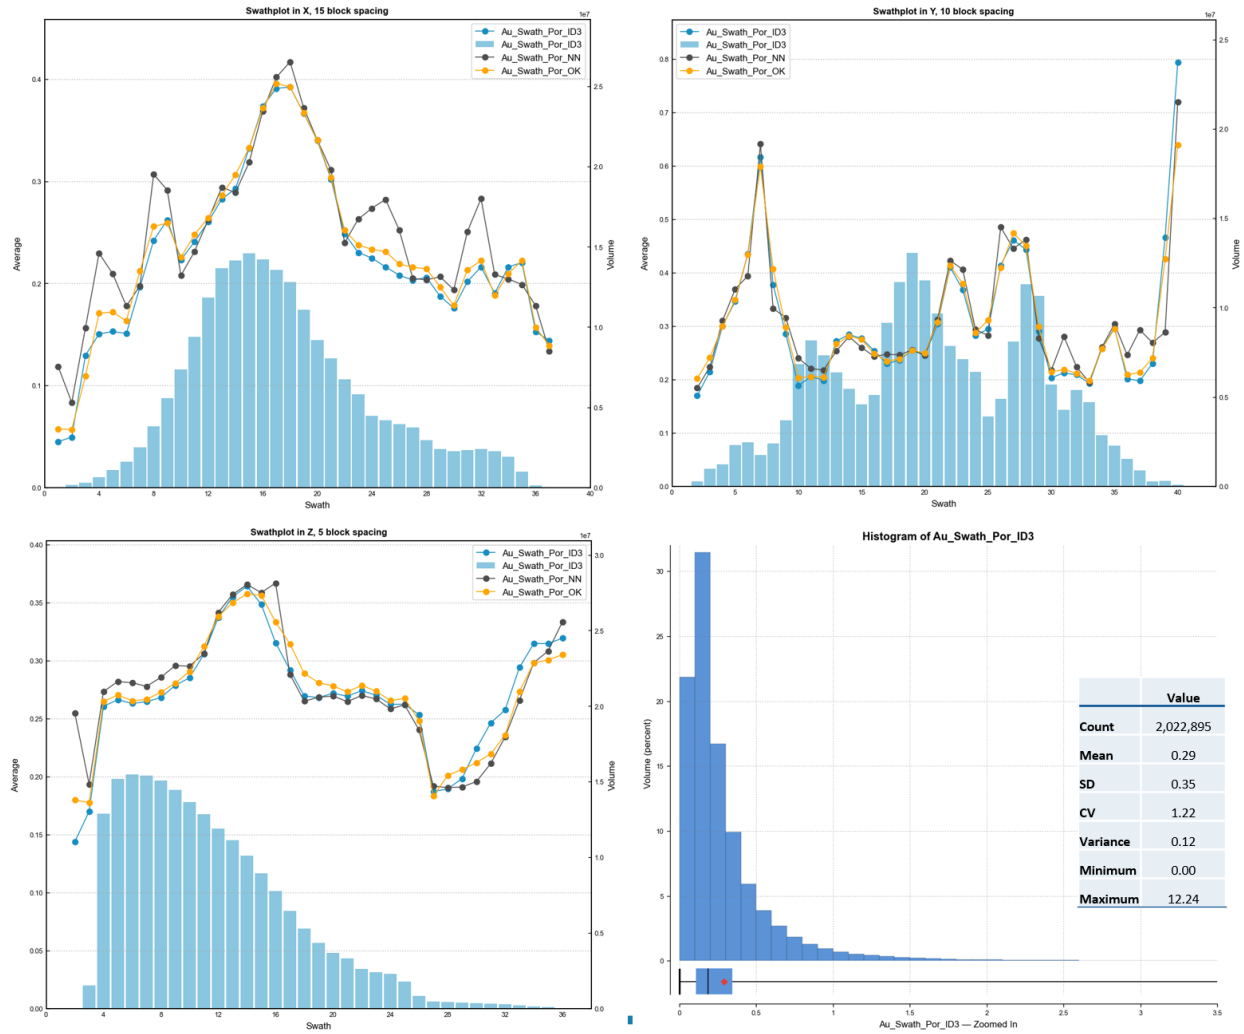 Swathplot in X, 15 block spacing
1e7
Au_Swath_Por_ID3
Au_Swath_Por_ID3
Au_Swath_Por_NN
Au_Swath_Por_OK
Average
0.4
0.3
0.2
0.1
0.0
Volume
2.5
2.0
1.5
1.0
0.5
0.0
0 4 8 12 16 20 24 28 32 36 40
Swath
Swathplot in Y, 10 block spacing
1e7
Au_Swath_Por_ID3
Au_Swath_Por_ID3
Au_Swath_Por_NN
Au_Swath_Por_OK
Average
0.8
0.7
0.6
0.5
0.4
0.3
0.2
0.1
0.0
Volume
2.5
2.0
1.5
1.0
0.5
0.0
0 5 10 15 20 25 30 35 40
Swath
Swathplot in Z, 5 block spacing
1e7
Au_Swath_Por_ID3
Au_Swath_Por_ID3
Au_Swath_Por_NN
Au_Swath_Por_OK
Average
0.40
0.35
0.30
0.25
0.20
0.15
0.10
0.05
0.00
Volume
3.0
2.5
2.0
1.5
1.0
0.5
0.0
0 4 8 12 16 20 24 28 32 36
Swath
Histogram of Au_Swath_Por_ID3
Volume (percent)
30
25
20
15
10
5
0
Value
Count 2,022,895
Mean 0.29
SD 0.35
CV 1.22
Variance 0.12
Minimum 0.00
Maximum 12.24
0 0.5 1 1.5 2 2.5 3 3.5
Au_Swath_Por_ID3 — Zoomed In